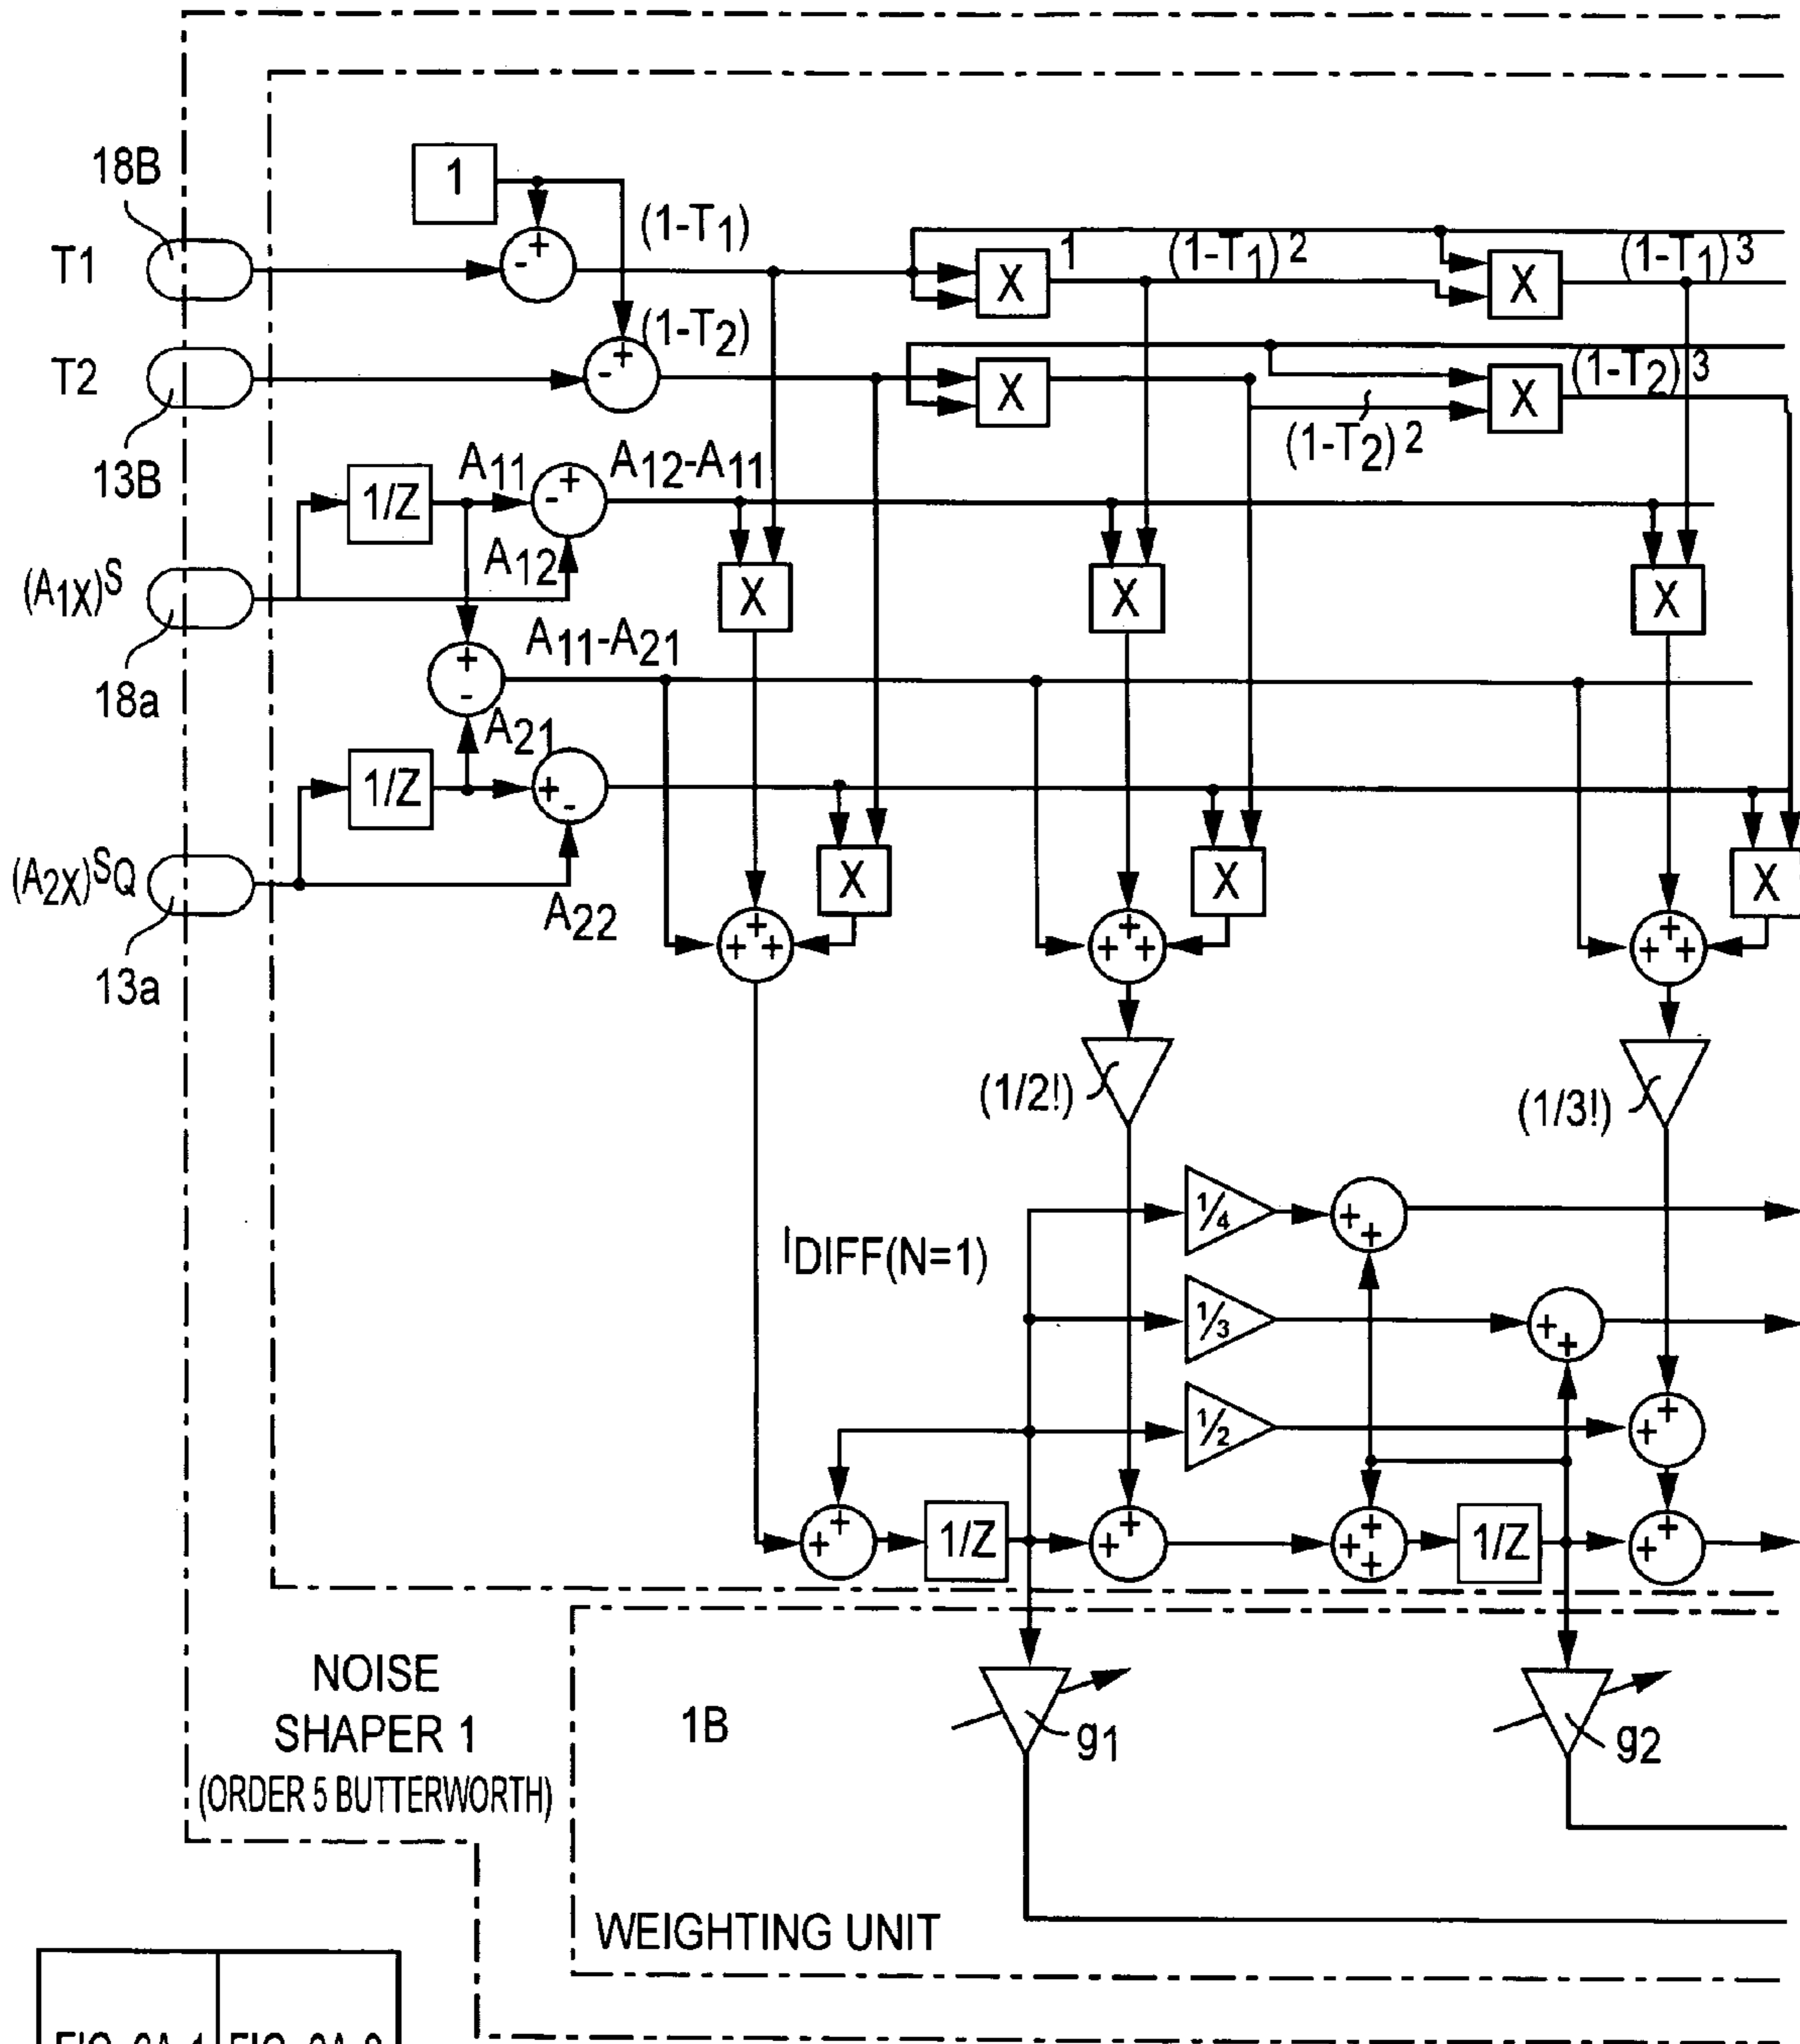 18B
1
(1-T1)
T1
1
(1-T1)2
(1-T1)3
- +
X
X
(1-T2)
T2
- +
X
X
(1-T2)3
(1-T2)2
13B
A11
A12-A11
1/Z
- +
A12
(A1X)S
X
X
X
18a
A11-A21
+
-
A21
1/Z
+ -
(A2X)SQ
X
X
X
A22
+ + +
+ + +
+ + +
13a
(1/2!)
(1/3!)
1/4
+ +
IDIFF(N=1)
1/3
+ +
1/2
+ +
+ +
1/Z
+ +
+ + +
1/Z
+ +
NOISE
SHAPER 1
(ORDER 5 BUTTERWORTH)
1B
g1
g2
WEIGHTING UNIT